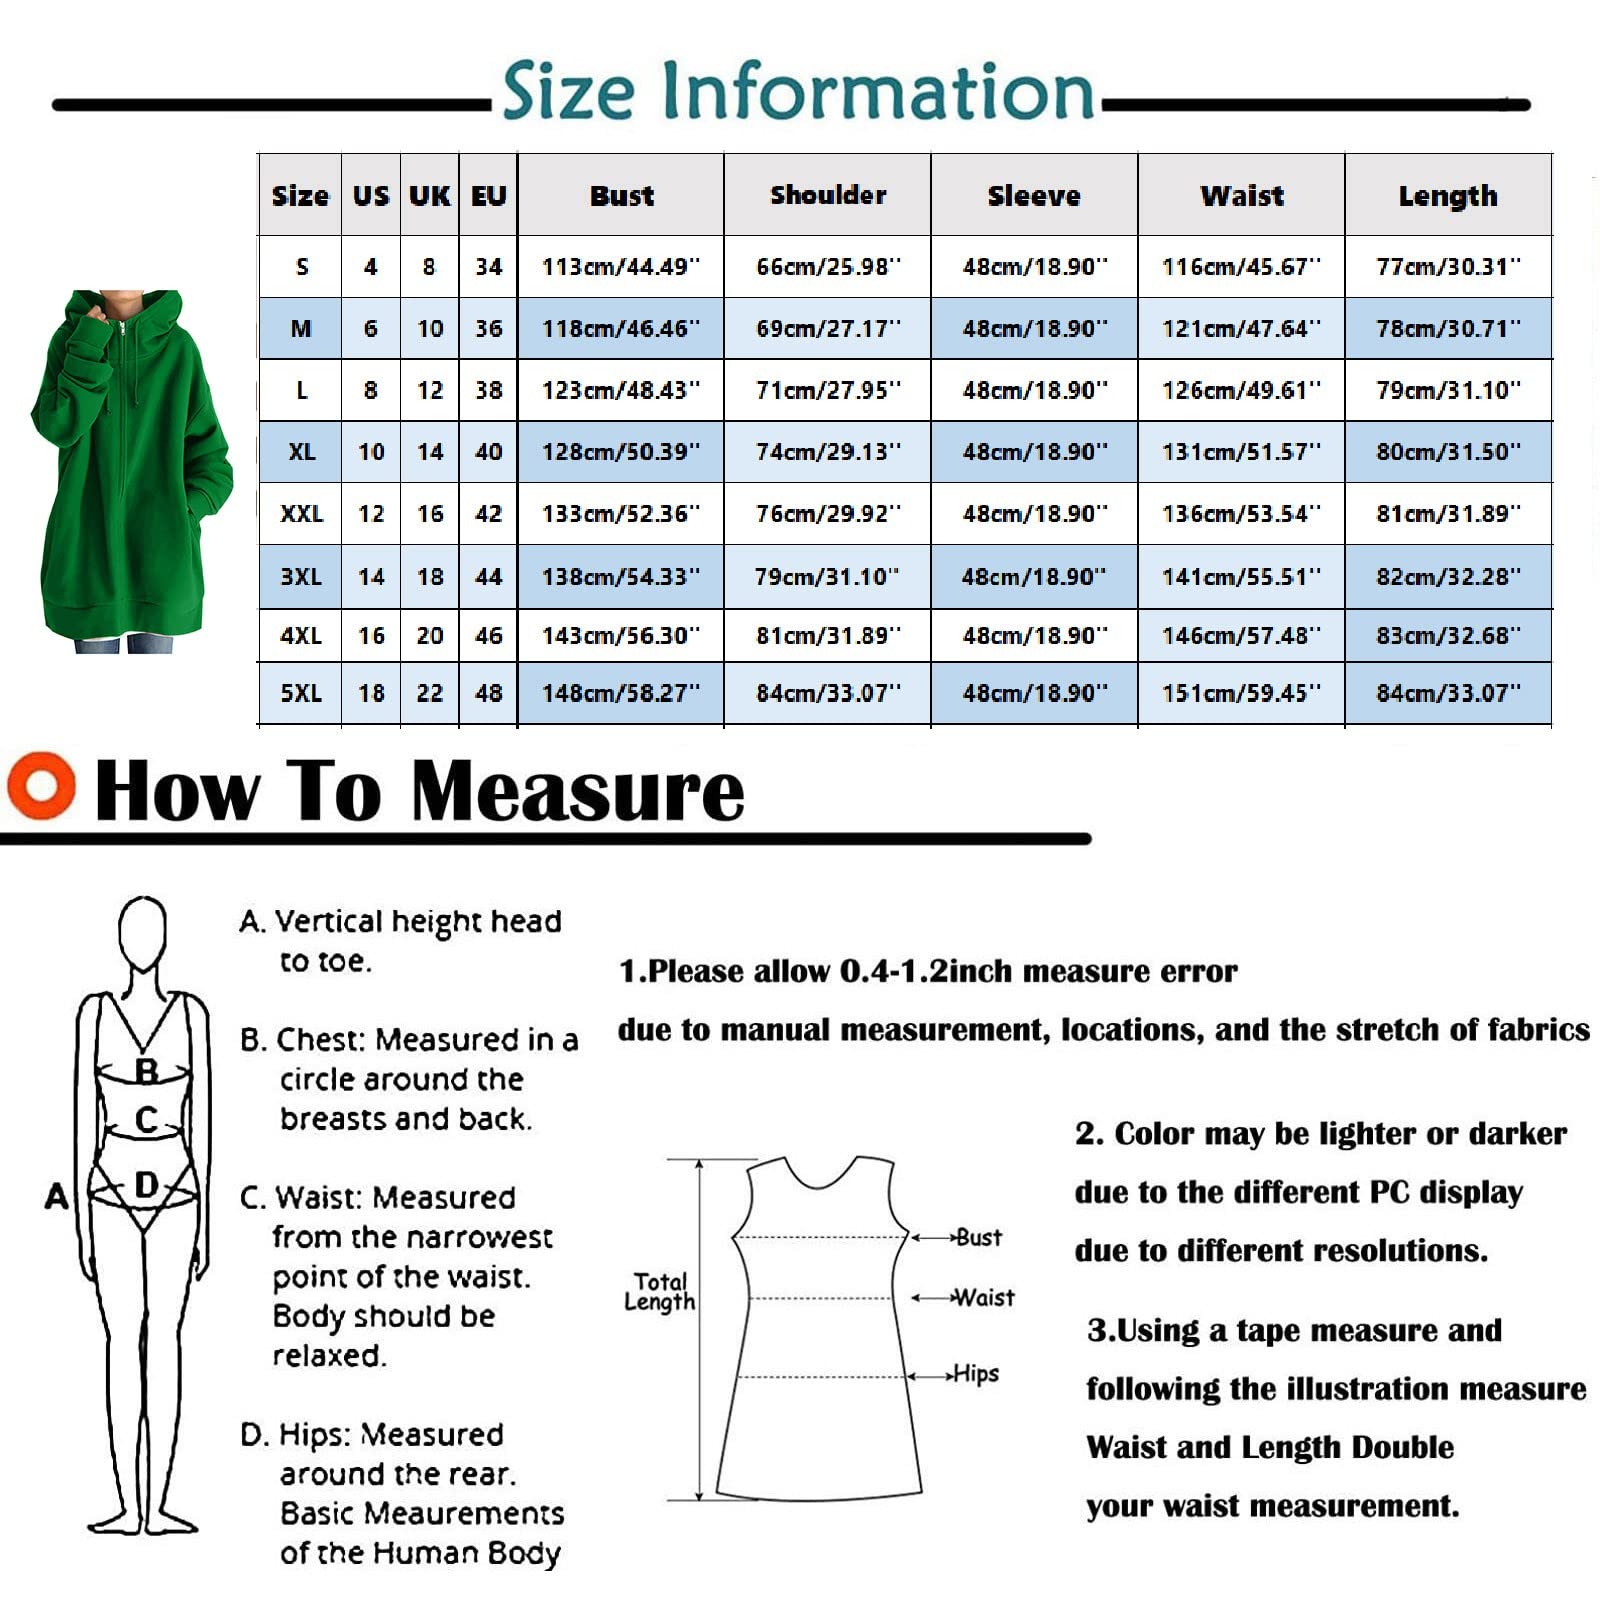 Size Information
Size US UK EU Bust Shoulder Sleeve Waist Length
S 4 8 34 113cm/44.49'' 66cm/25.98'' 48cm/18.90'' 116cm/45.67'' 77cm/30.31''
M 6 10 36 118cm/46.46'' 69cm/27.17'' 48cm/18.90'' 121cm/47.64'' 78cm/30.71''
L 8 12 38 123cm/48.43'' 71cm/27.95'' 48cm/18.90'' 126cm/49.61'' 79cm/31.10''
XL 10 14 40 128cm/50.39'' 74cm/29.13'' 48cm/18.90'' 131cm/51.57'' 80cm/31.50''
XXL 12 16 42 133cm/52.36'' 76cm/29.92'' 48cm/18.90'' 136cm/53.54'' 81cm/31.89''
3XL 14 18 44 138cm/54.33'' 79cm/31.10'' 48cm/18.90'' 141cm/55.51'' 82cm/32.28''
4XL 16 20 46 143cm/56.30'' 81cm/31.89'' 48cm/18.90'' 146cm/57.48'' 83cm/32.68''
5XL 18 22 48 148cm/58.27'' 84cm/33.07'' 48cm/18.90'' 151cm/59.45'' 84cm/33.07''
How To Measure
B
C
D
A
A. Vertical height head
to toe.
B. Chest: Measured in a
circle around the
breasts and back.
C. Waist: Measured
from the narrowest
point of the waist.
Body should be
relaxed.
D. Hips: Measured
around the rear.
Basic Meaurements
of the Human Body
1.Please allow 0.4-1.2inch measure error
due to manual measurement, locations, and the stretch of fabrics
Total
Length
Bust
Waist
Hips
2. Color may be lighter or darker
due to the different PC display
due to different resolutions.
3.Using a tape measure and
following the illustration measure
Waist and Length Double
your waist measurement.